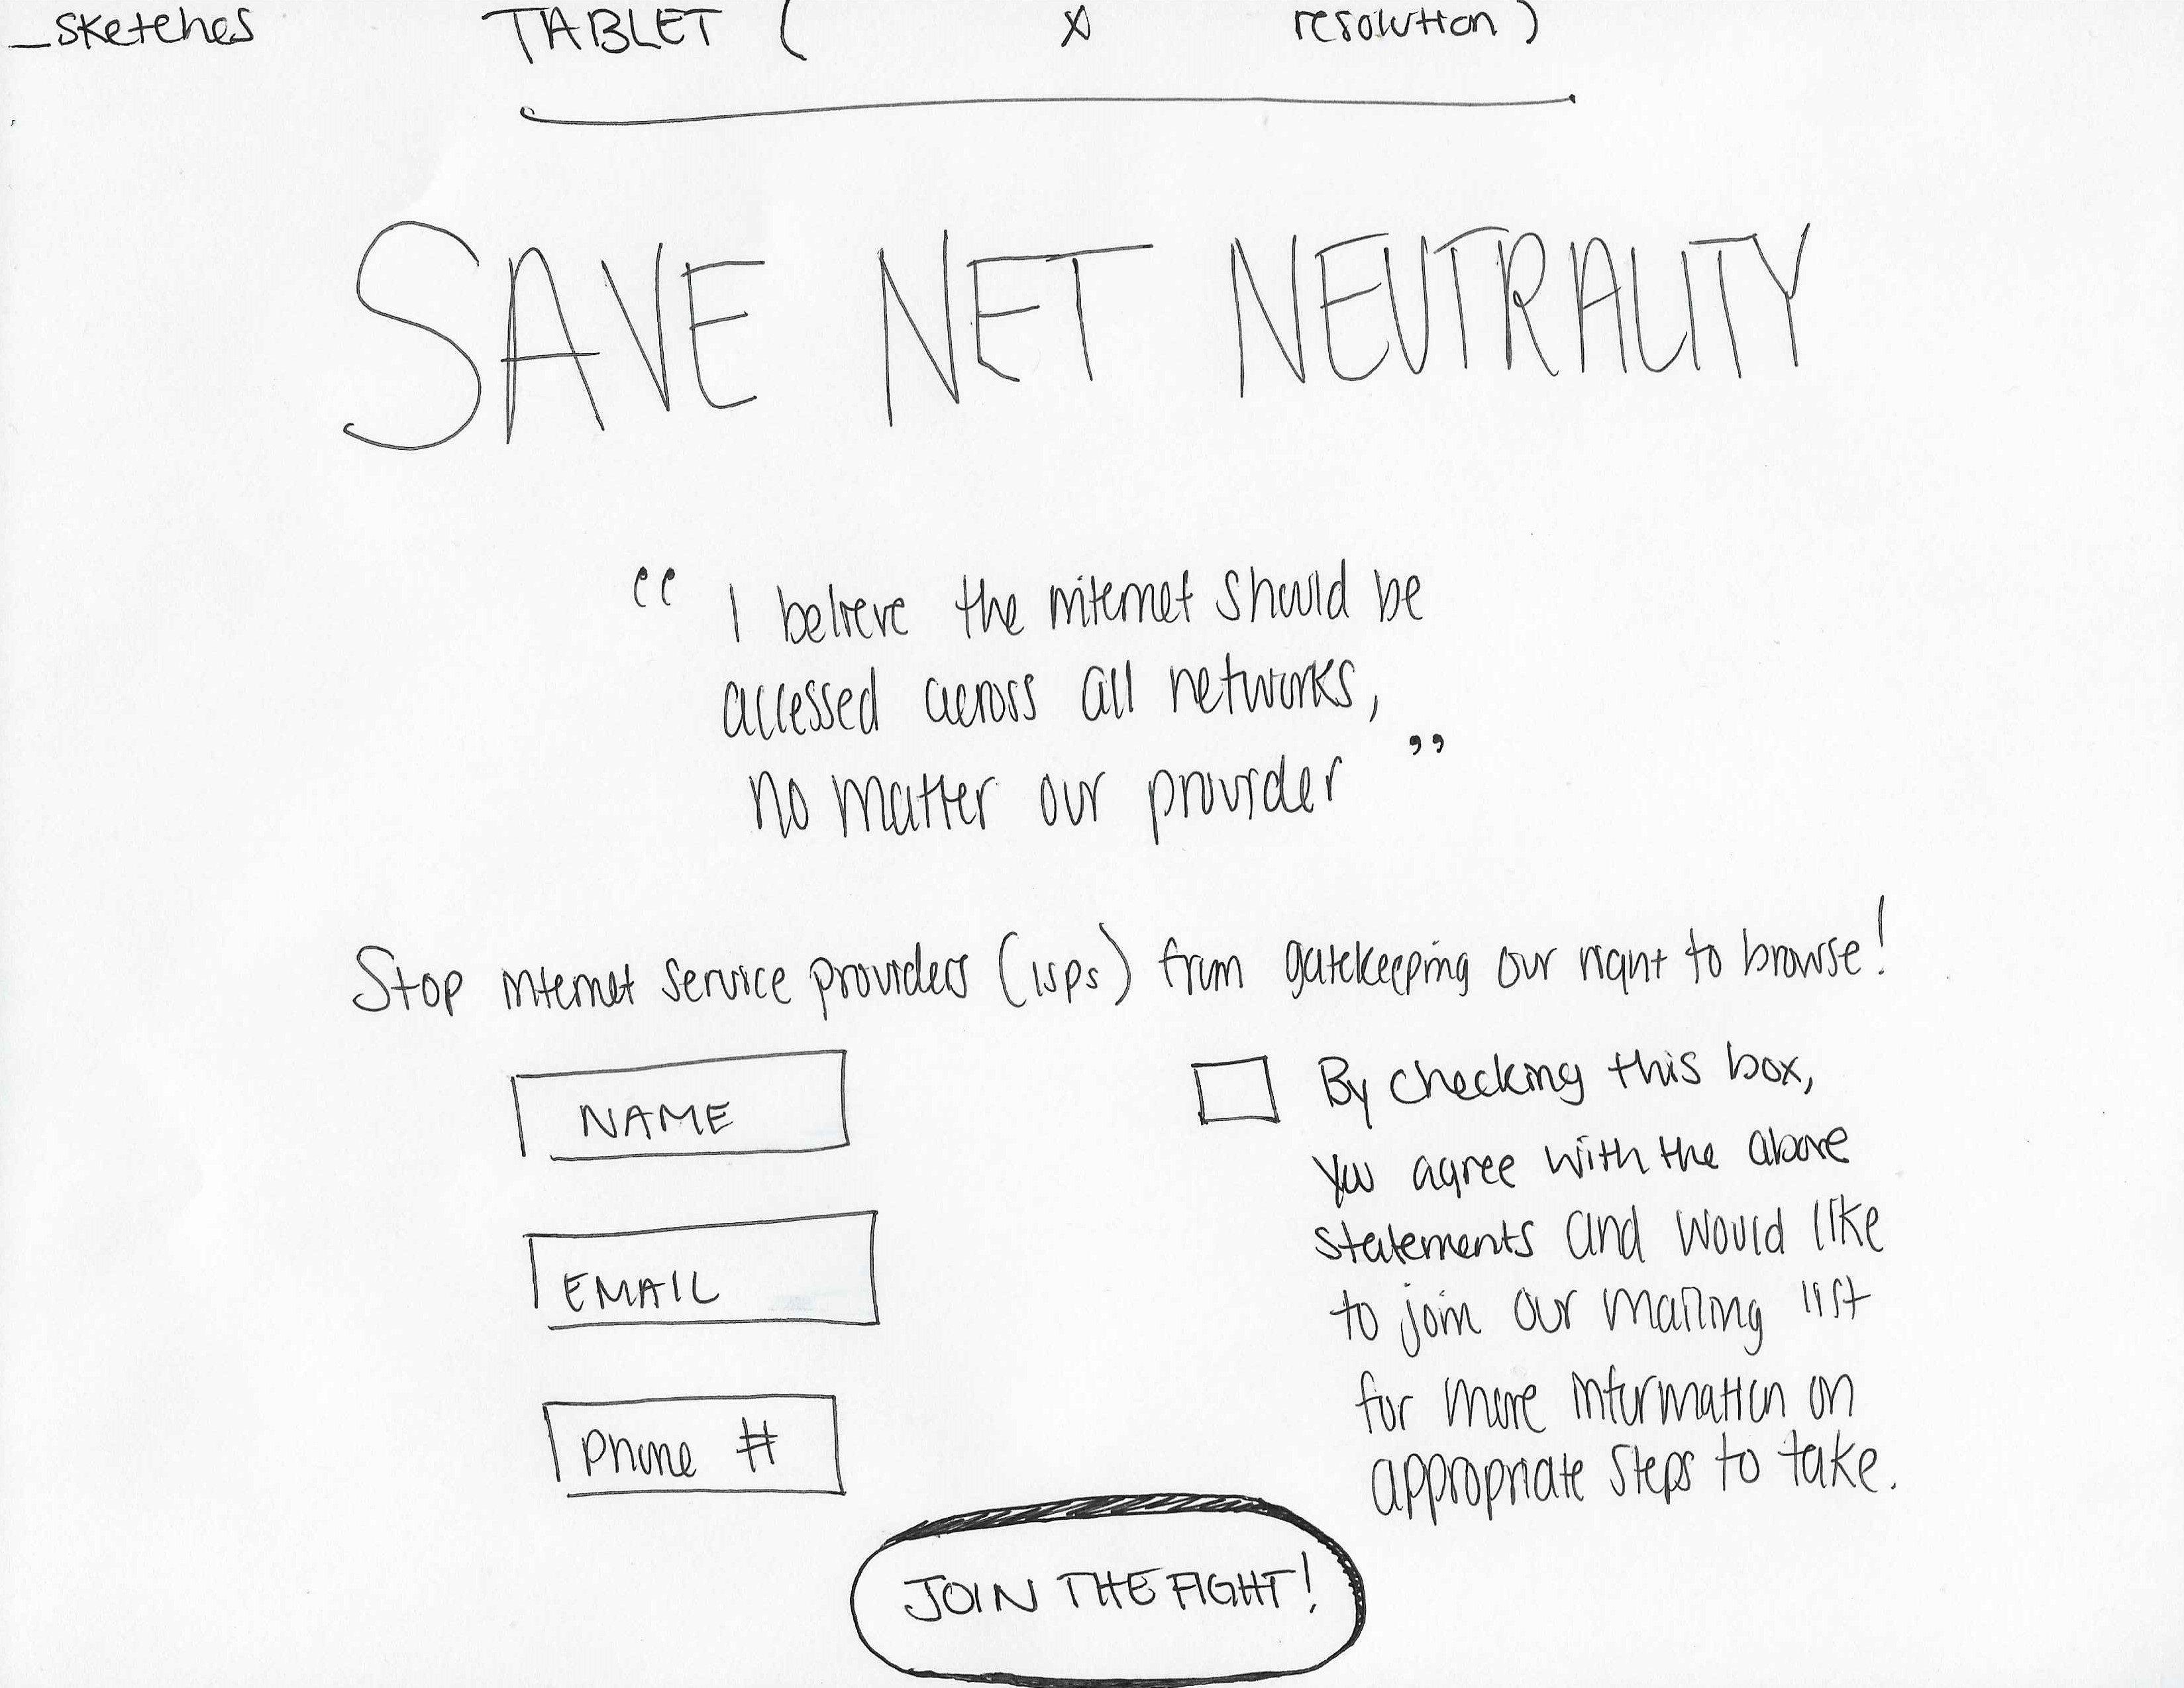 _sketches TABLET ( X resolution )
SAVE NET NEUTRALITY
“ I believe the internet should be
accessed across all networks,
no matter our provider ”
Stop internet service providers (isps) from gatekeeping our right to browse!
NAME
EMAIL
Phone #
By checking this box,
you agree with the above
statements and would like
to join our mailing list
for more information on
appropriate steps to take.
JOIN THE FIGHT!